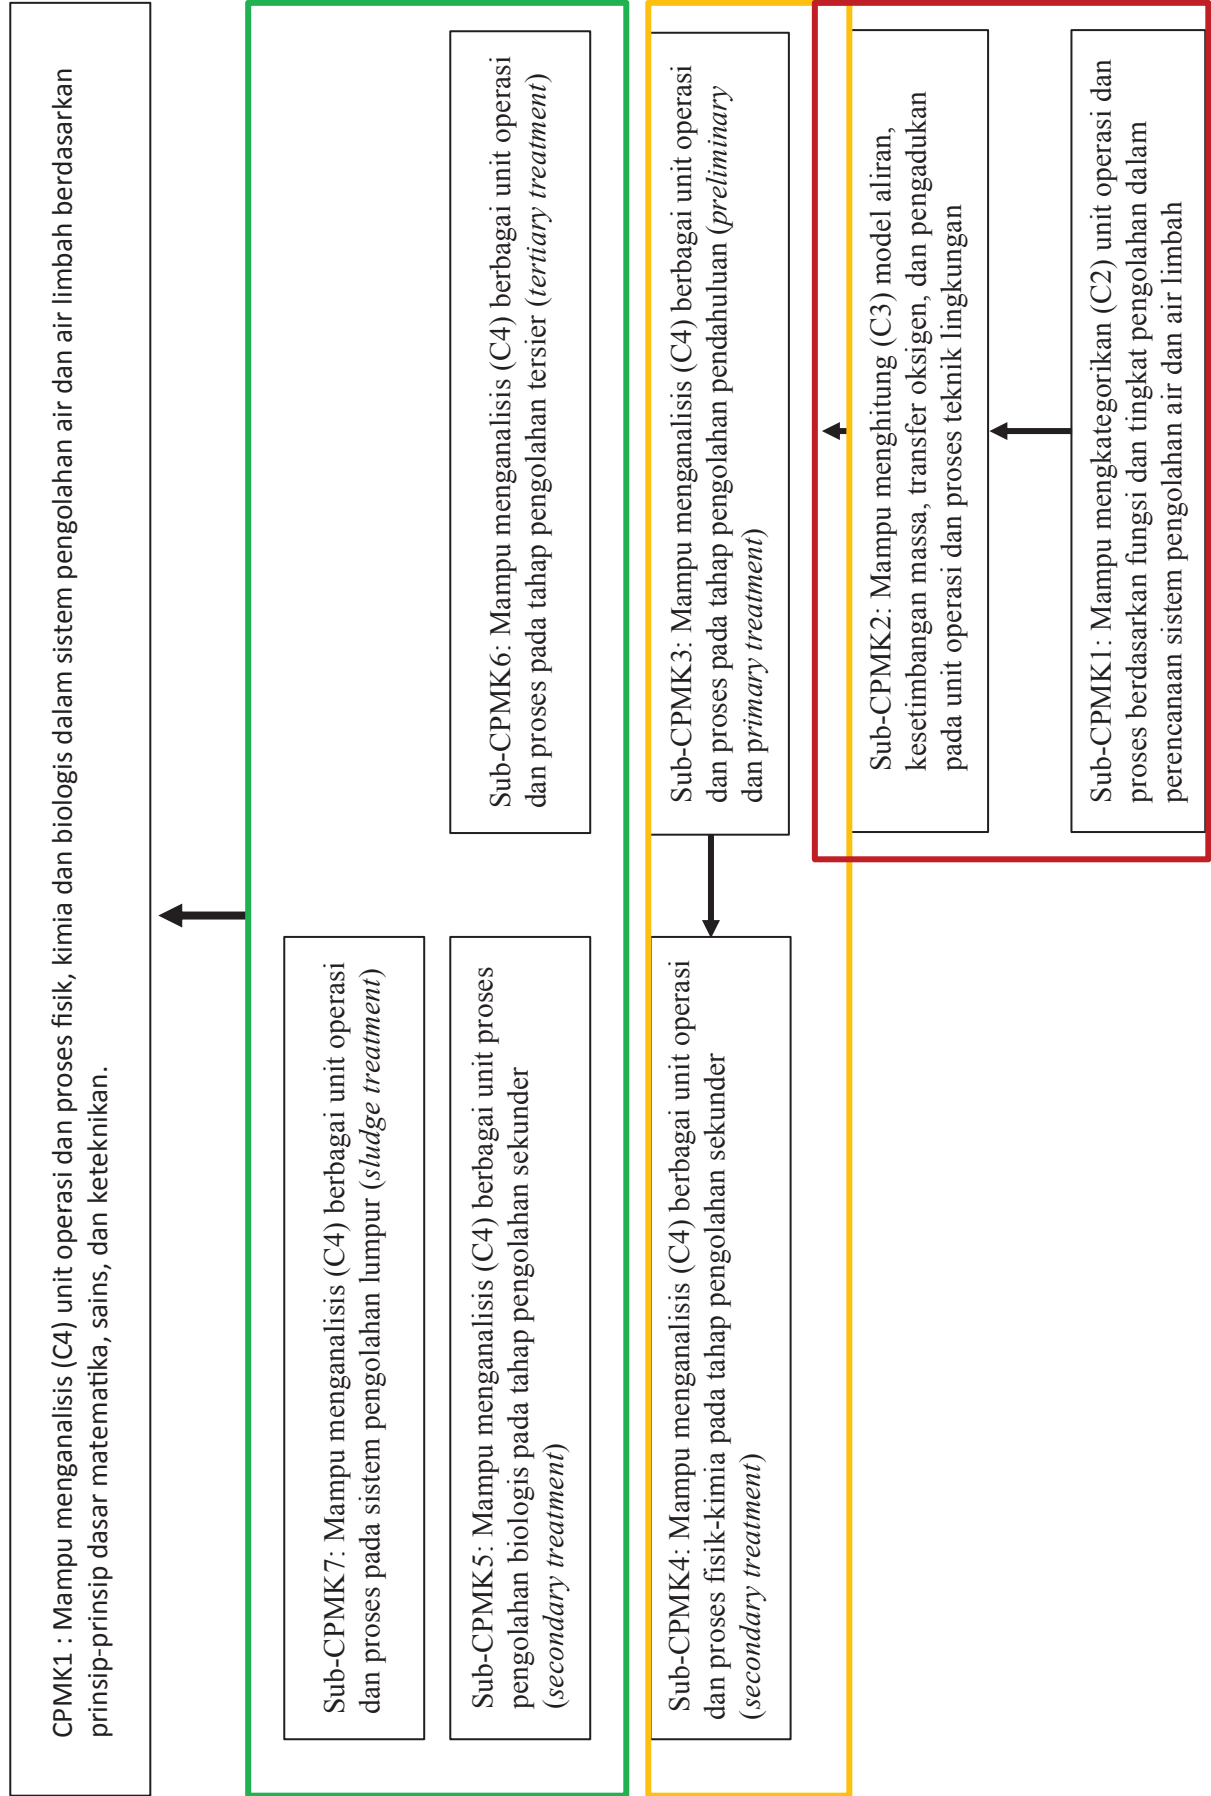 CPMK1 : Mampu menganalisis (C4) unit operasi dan proses fisik, kimia dan biologis dalam sistem pengolahan air dan air limbah berdasarkan
prinsip-prinsip dasar matematika, sains, dan keteknikan.
Sub-CPMK7: Mampu menganalisis (C4) berbagai unit operasi
dan proses pada sistem pengolahan lumpur (sludge treatment)
Sub-CPMK5: Mampu menganalisis (C4) berbagai unit proses
pengolahan biologis pada tahap pengolahan sekunder
(secondary treatment)
Sub-CPMK6: Mampu menganalisis (C4) berbagai unit operasi
dan proses pada tahap pengolahan tersier (tertiary treatment)
Sub-CPMK4: Mampu menganalisis (C4) berbagai unit operasi
dan proses fisik-kimia pada tahap pengolahan sekunder
(secondary treatment)
Sub-CPMK3: Mampu menganalisis (C4) berbagai unit operasi
dan proses pada tahap pengolahan pendahuluan (preliminary
dan primary treatment)
Sub-CPMK2: Mampu menghitung (C3) model aliran,
kesetimbangan massa, transfer oksigen, dan pengadukan
pada unit operasi dan proses teknik lingkungan
Sub-CPMK1: Mampu mengkategorikan (C2) unit operasi dan
proses berdasarkan fungsi dan tingkat pengolahan dalam
perencanaan sistem pengolahan air dan air limbah